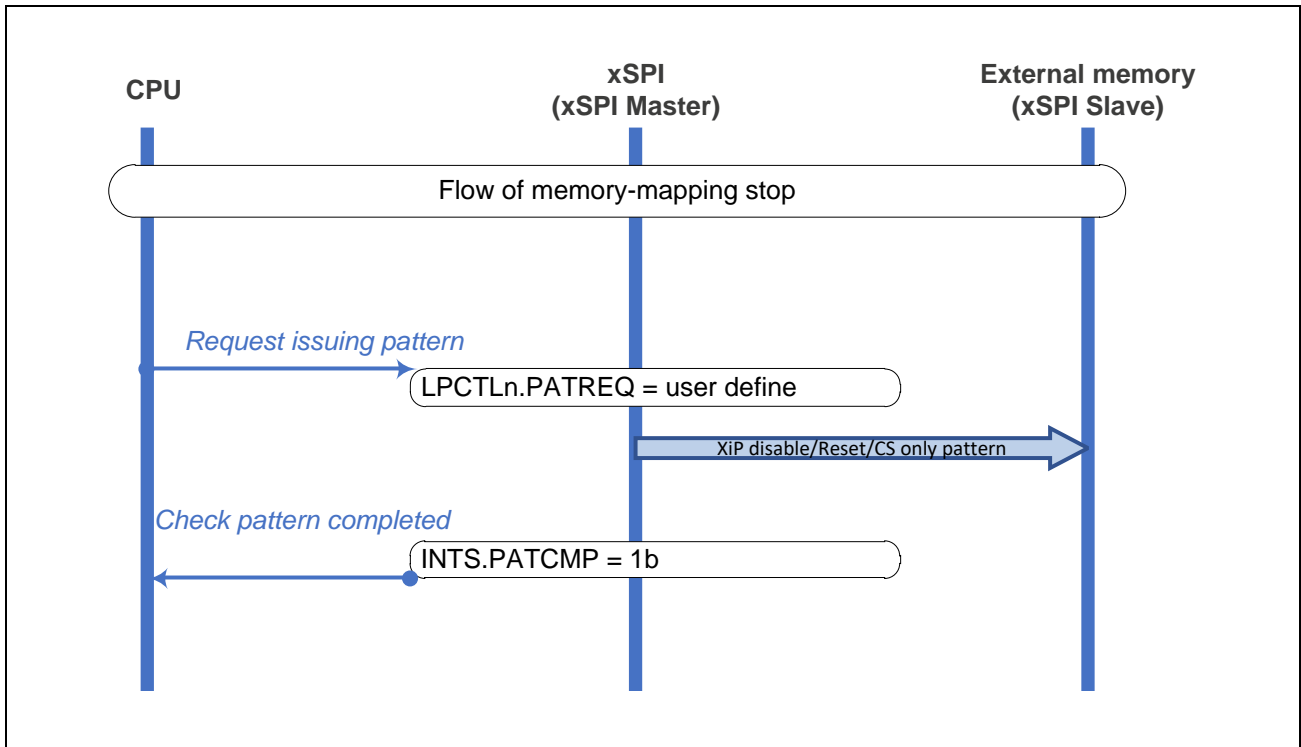 CPU
xSPI
(xSPI Master)
External memory
(xSPI Slave)
Flow of memory-mapping stop
Request issuing pattern
LPCTLn.PATREQ = user define
XiP disable/Reset/CS only pattern
Check pattern completed
INTS.PATCMP = 1b